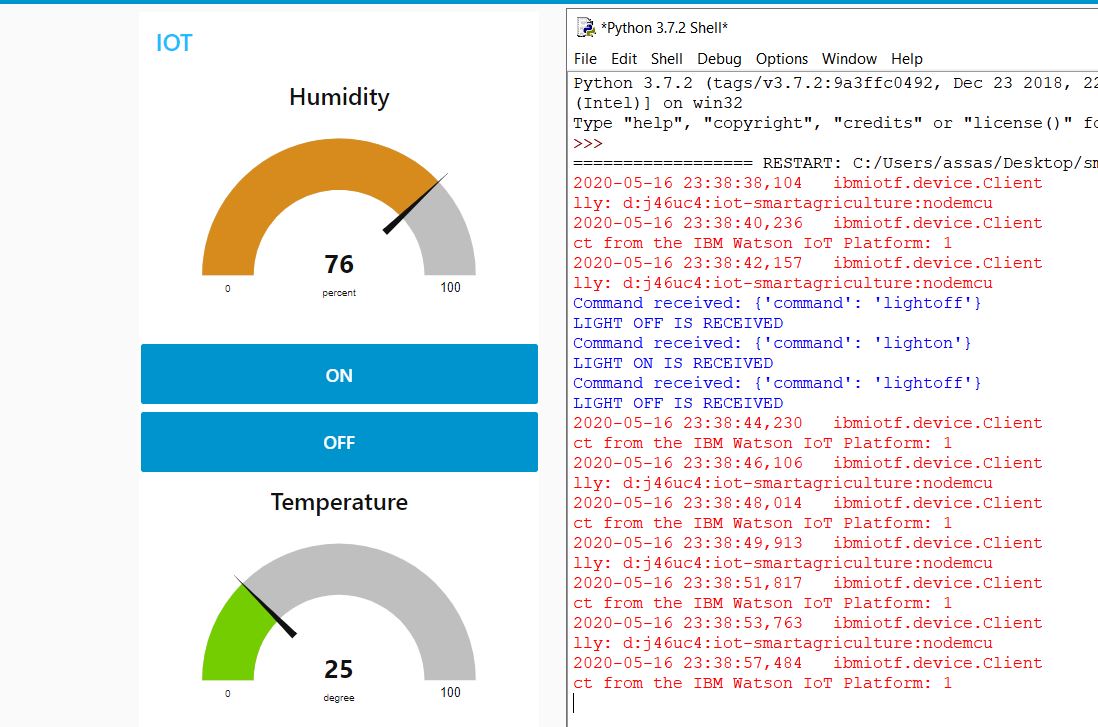 IOT
Humidity
76
percent
0
100
ON
OFF
Temperature
25
degree
0
100
*Python 3.7.2 Shell*
File Edit Shell Debug Options Window Help
Python 3.7.2 (tags/v3.7.2:9a3ffc0492, Dec 23 2018, 22
(Intel)] on win32
Type "help", "copyright", "credits" or "license()" fo
>>>
================== RESTART: C:/Users/assas/Desktop/sm
2020-05-16 23:38:38,104   ibmiotf.device.Client
lly: d:j46uc4:iot-smartagriculture:nodemcu
2020-05-16 23:38:40,236   ibmiotf.device.Client
ct from the IBM Watson IoT Platform: 1
2020-05-16 23:38:42,157   ibmiotf.device.Client
lly: d:j46uc4:iot-smartagriculture:nodemcu
Command received: {'command': 'lightoff'}
LIGHT OFF IS RECEIVED
Command received: {'command': 'lighton'}
LIGHT ON IS RECEIVED
Command received: {'command': 'lightoff'}
LIGHT OFF IS RECEIVED
2020-05-16 23:38:44,230   ibmiotf.device.Client
ct from the IBM Watson IoT Platform: 1
2020-05-16 23:38:46,106   ibmiotf.device.Client
lly: d:j46uc4:iot-smartagriculture:nodemcu
2020-05-16 23:38:48,014   ibmiotf.device.Client
ct from the IBM Watson IoT Platform: 1
2020-05-16 23:38:49,913   ibmiotf.device.Client
lly: d:j46uc4:iot-smartagriculture:nodemcu
2020-05-16 23:38:51,817   ibmiotf.device.Client
ct from the IBM Watson IoT Platform: 1
2020-05-16 23:38:53,763   ibmiotf.device.Client
lly: d:j46uc4:iot-smartagriculture:nodemcu
2020-05-16 23:38:57,484   ibmiotf.device.Client
ct from the IBM Watson IoT Platform: 1